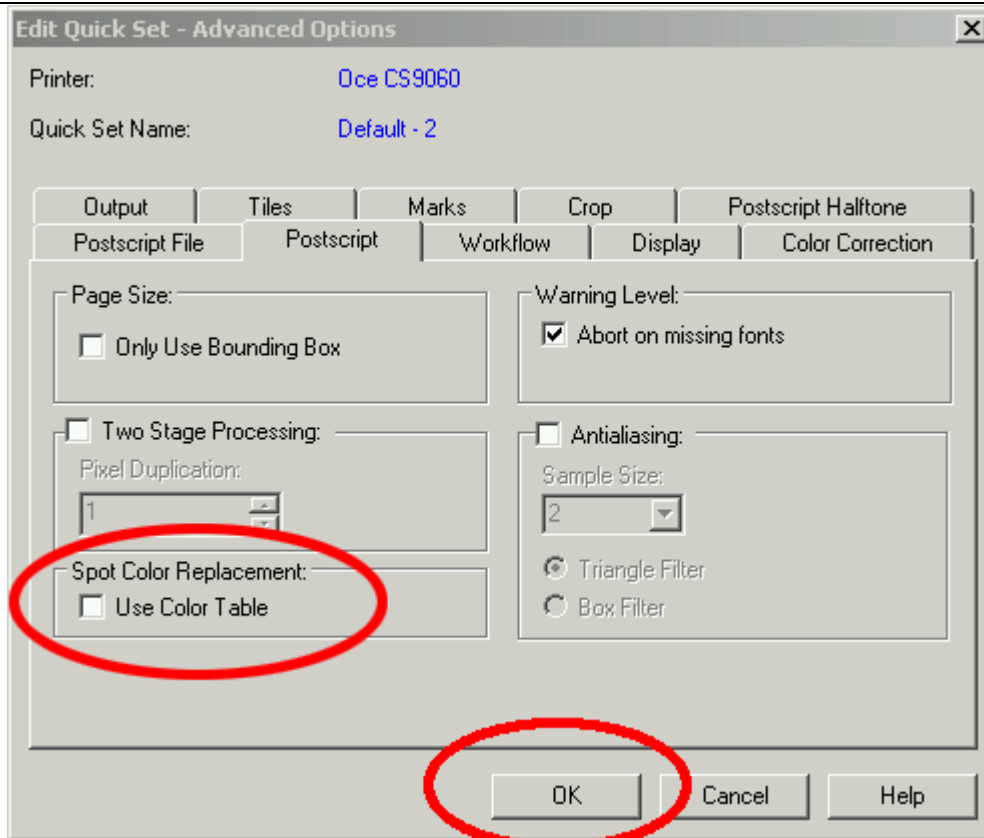 Edit Quick Set - Advanced Options
Printer: Oce CS9060
Quick Set Name: Default - 2
Output Tiles Marks Crop Postscript Halftone
Postscript File Postscript Workflow Display Color Correction
Page Size:
Only Use Bounding Box
Warning Level:
Abort on missing fonts
Two Stage Processing:
Pixel Duplication:
1
Antialiasing:
Sample Size:
2
Triangle Filter
Box Filter
Spot Color Replacement:
Use Color Table
OK Cancel Help